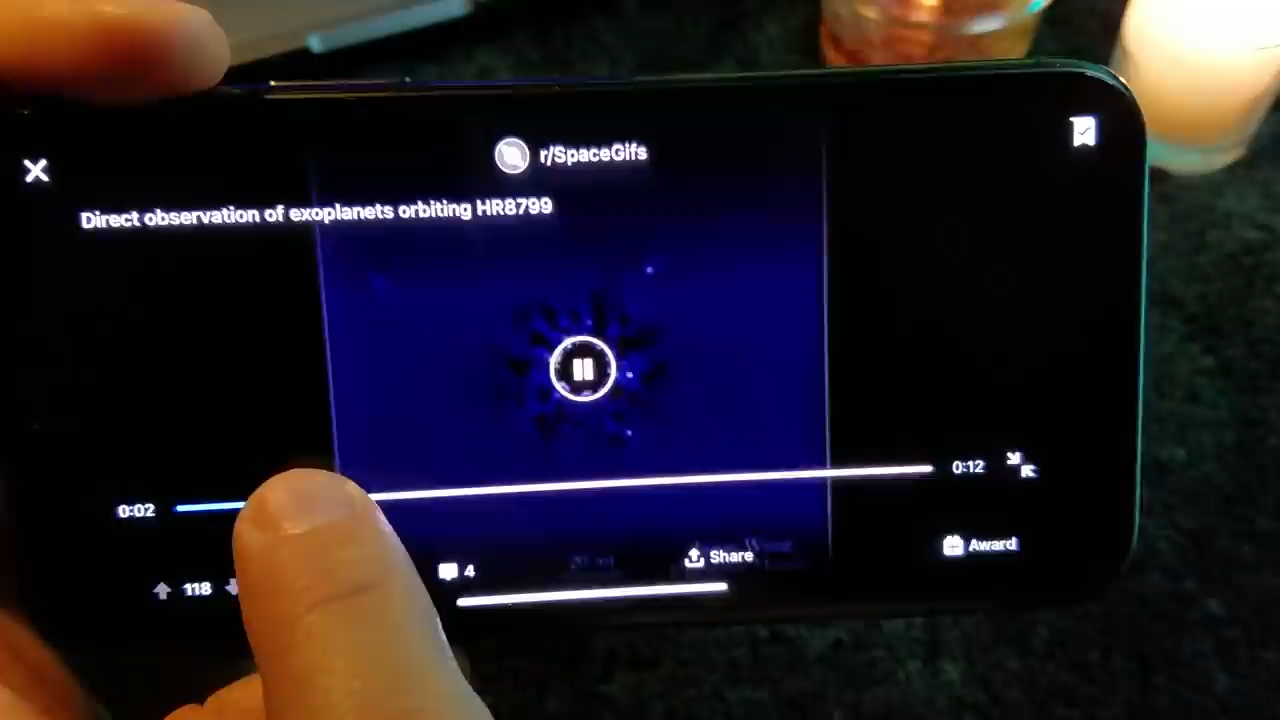 r/SpaceGifs
Direct observation of exoplanets orbiting HR8799
0:02
0:12
118
4
Share
Award